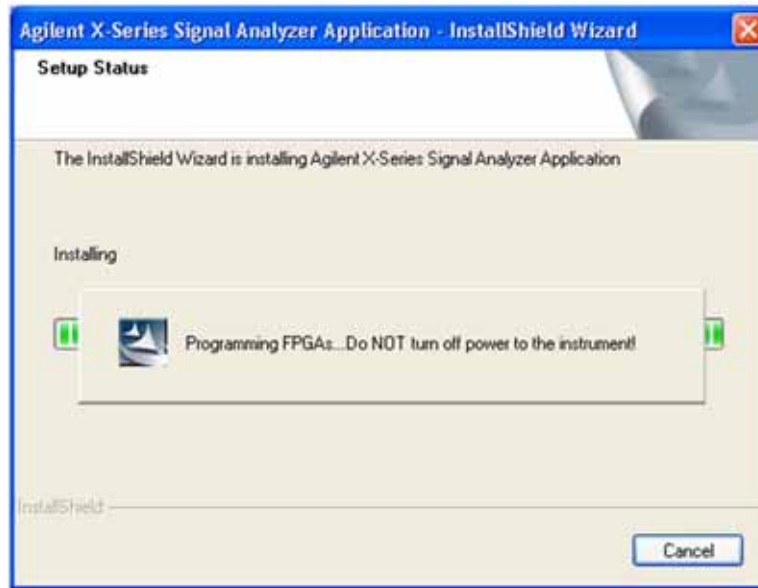 Agilent X-Series Signal Analyzer Application - InstallShield Wizard
Setup Status
The InstallShield Wizard is installing Agilent X-Series Signal Analyzer Application
Installing
Programming FPGAs...Do NOT turn off power to the instrument!
InstallShield
Cancel